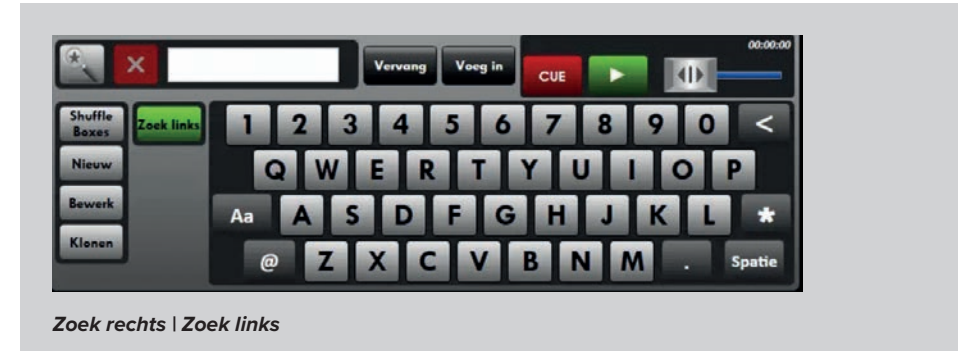 00:00:00
Vervang Voeg in CUE
Shuffle Boxes
Zoek links
1 2 3 4 5 6 7 8 9 0 <
Nieuw
Q W E R T Y U I O P
Bewerk
Aa A S D F G H J K L *
Klonen
@ Z X C V B N M . Spatie
Zoek rechts | Zoek links